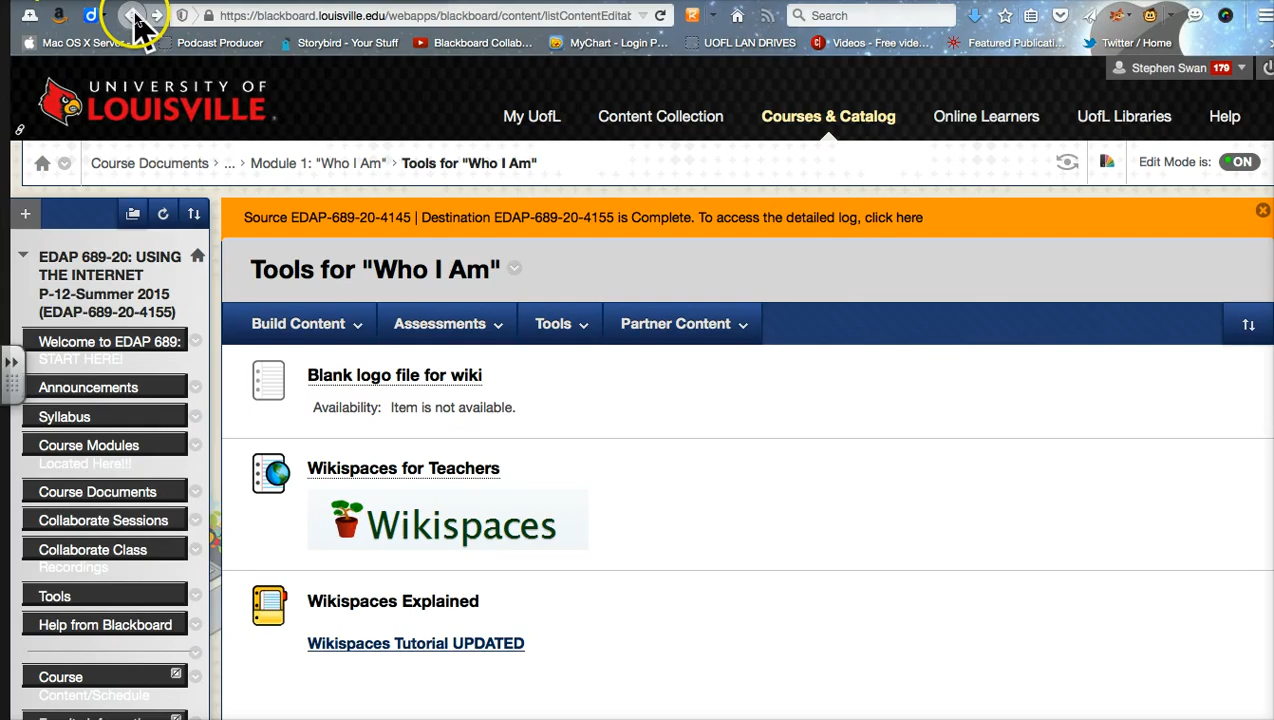 https://blackboard.louisville.edu/webapps/blackboard/content/listContentEditab
Search
Mac OS X Server
Podcast Producer
Storybird - Your Stuff
Blackboard Collab...
MyChart - Login P...
UOFL LAN DRIVES
Videos - Free vide...
Featured Publicati...
Twitter / Home
Stephen Swan 179
UNIVERSITY OF
LOUISVILLE
My UofL
Content Collection
Courses & Catalog
Online Learners
UofL Libraries
Help
Course Documents > ... > Module 1: "Who I Am" > Tools for "Who I Am"
Edit Mode is: ON
Source EDAP-689-20-4145 | Destination EDAP-689-20-4155 is Complete. To access the detailed log, click here
EDAP 689-20: USING
THE INTERNET
P-12-Summer 2015
(EDAP-689-20-4155)
Welcome to EDAP 689:
START HERE!
Announcements
Syllabus
Course Modules
Located Here!!!
Course Documents
Collaborate Sessions
Collaborate Class
Recordings
Tools
Help from Blackboard
Course
Content/Schedule
Tools for "Who I Am"
Build Content
Assessments
Tools
Partner Content
Blank logo file for wiki
Availability: Item is not available.
Wikispaces for Teachers
Wikispaces
Wikispaces Explained
Wikispaces Tutorial UPDATED